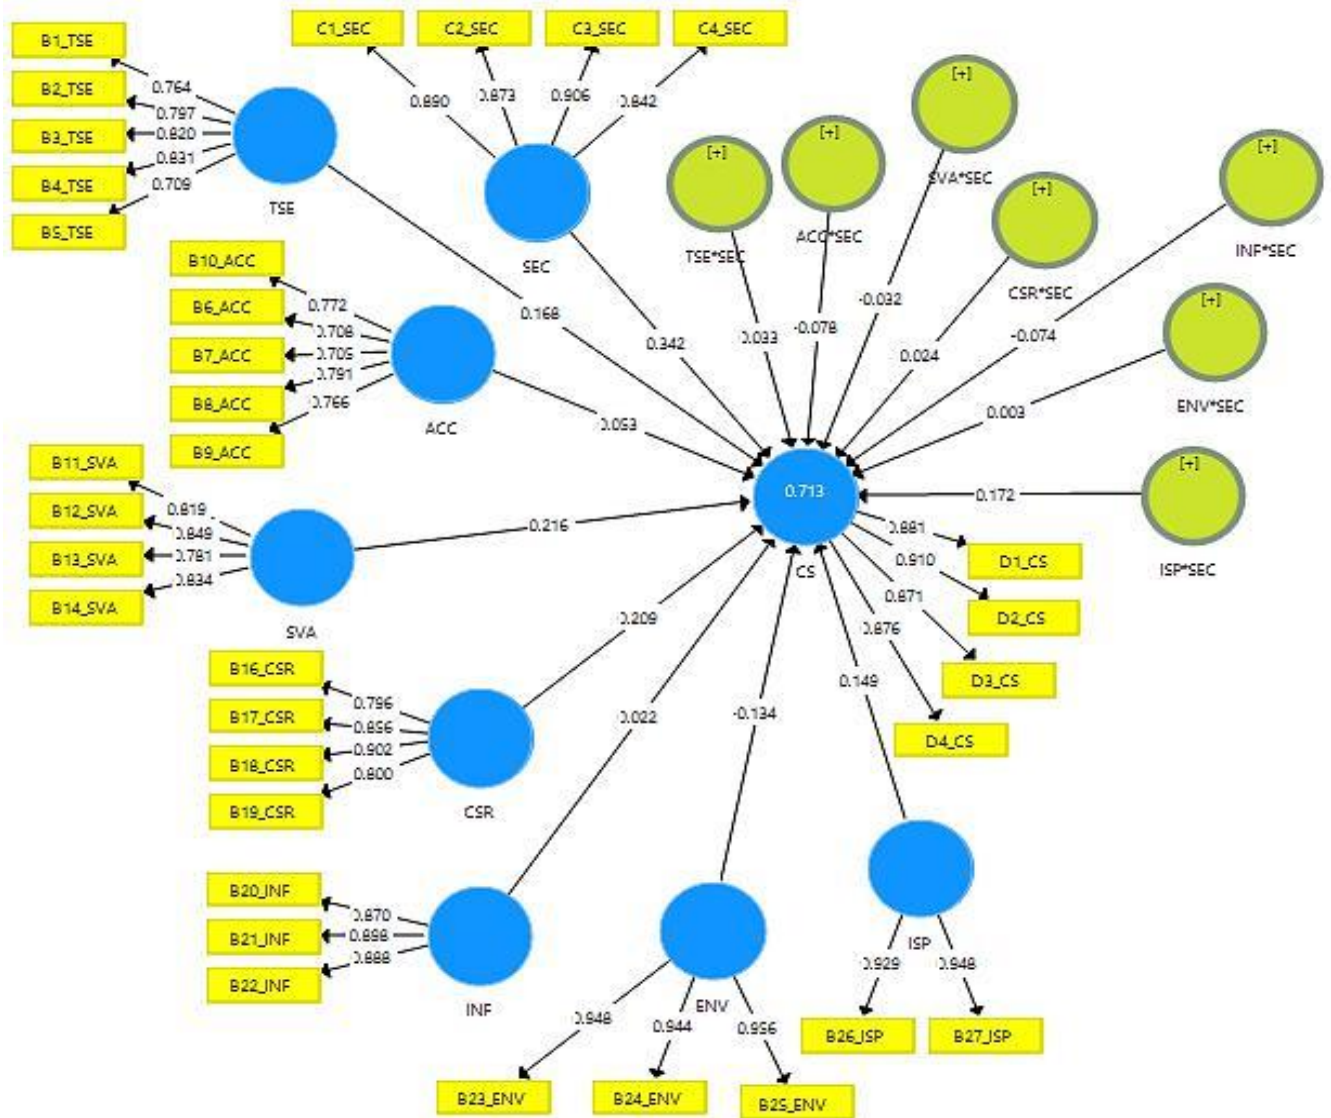 B1_TSE
B2_TSE
B3_TSE
B4_TSE
B5_TSE
0.764
0.797
0.820
0.831
0.709
TSE
C1_SEC
C2_SEC
C3_SEC
C4_SEC
0.890
0.873
0.906
0.842
SEC
[+]
TSE*SEC
[+]
ACC*SEC
[+]
SVA*SEC
[+]
CSR*SEC
[+]
INF*SEC
[+]
ENV*SEC
[+]
ISP*SEC
B10_ACC
B6_ACC
B7_ACC
B8_ACC
B9_ACC
0.772
0.708
0.705
0.791
0.766
ACC
0.168
0.342
0.033
-0.078
-0.032
0.024
-0.074
0.003
0.172
0.053
B11_SVA
B12_SVA
B13_SVA
B14_SVA
0.819
0.849
0.781
0.834
SVA
0.216
0.713
CS
0.881
0.910
0.871
0.876
D1_CS
D2_CS
D3_CS
D4_CS
B16_CSR
B17_CSR
B18_CSR
B19_CSR
0.796
0.856
0.902
0.800
CSR
0.209
0.022
-0.134
0.149
B20_INF
B21_INF
B22_INF
0.870
0.898
0.888
INF
ENV
0.948
0.944
0.956
B23_ENV
B24_ENV
B25_ENV
ISP
0.929
0.948
B26_ISP
B27_ISP